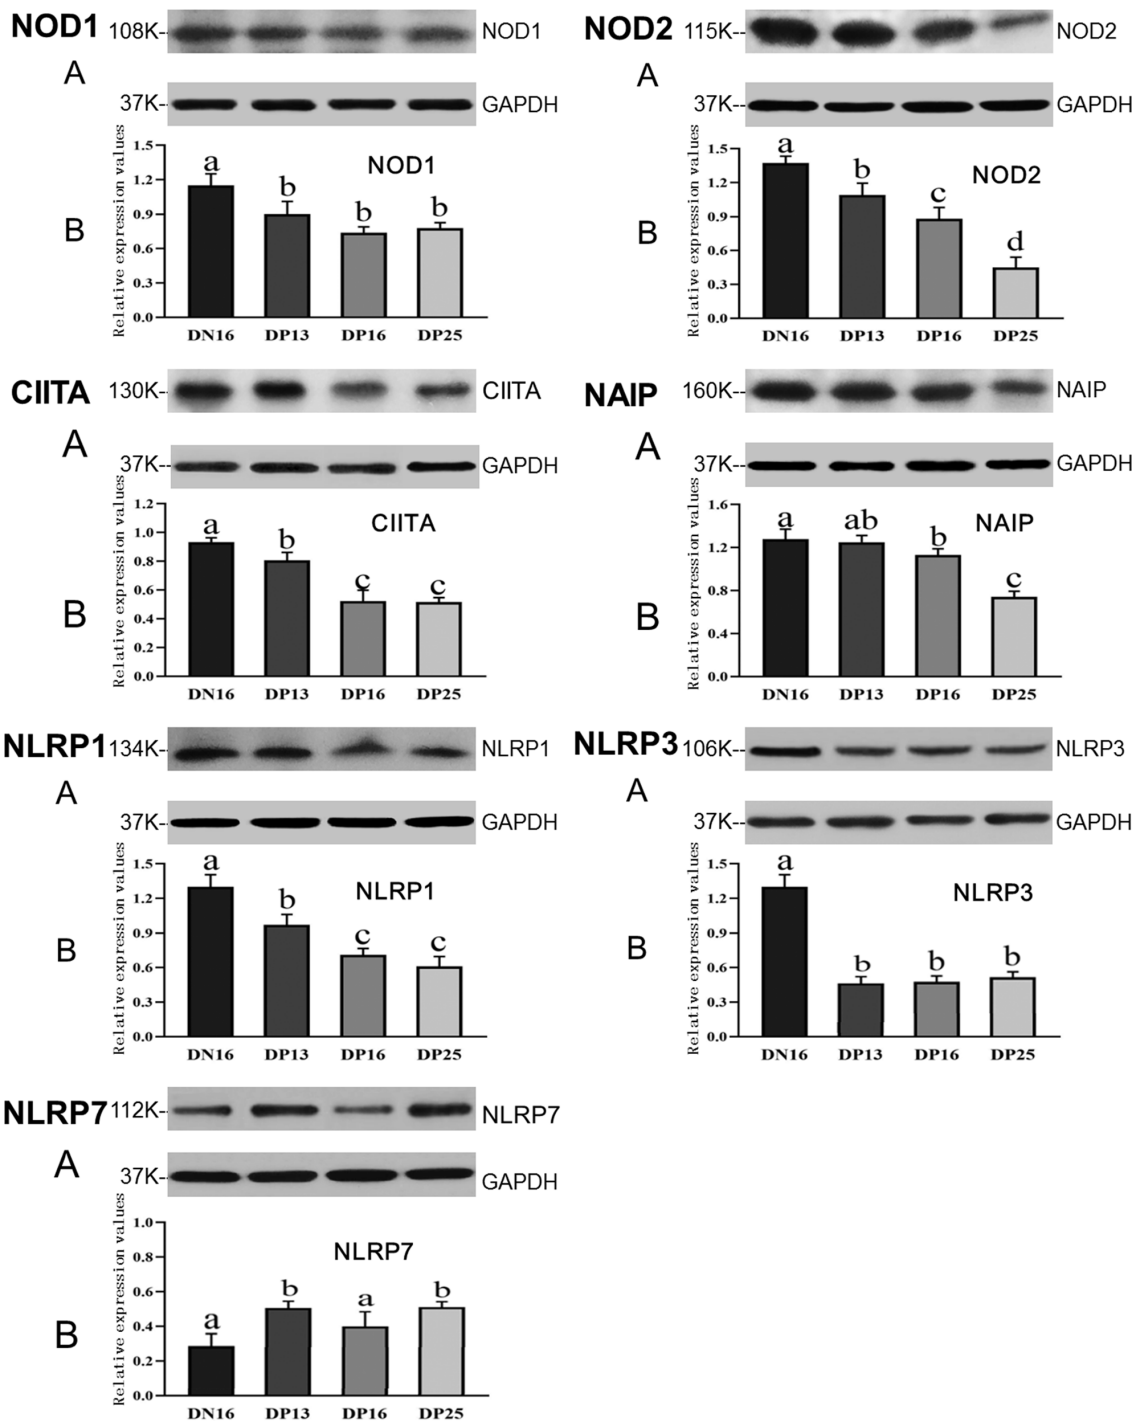 NOD1 108K- NOD1
A
37K- GAPDH
Relative expression values
1.5
1.2
0.9
0.6
0.3
0.0
NOD1
a b b b
B
DN16 DP13 DP16 DP25
NOD2 115K-- NOD2
A
37K-- GAPDH
Relative expression values
1.5
1.2
0.9
0.6
0.3
0.0
NOD2
a b c d
B
DN16 DP13 DP16 DP25
CIITA 130K- CIITA
A
37K- GAPDH
Relative expression values
1.2
1.0
0.8
0.6
0.4
0.2
0.0
CIITA
a b c c
B
DN16 DP13 DP16 DP25
NAIP 160K-- NAIP
A
37K-- GAPDH
Relative expression values
1.6
1.2
0.8
0.4
0.0
NAIP
a ab b c
B
DN16 DP13 DP16 DP25
NLRP1 134K- NLRP1
A
37K- GAPDH
Relative expression values
1.5
1.2
0.9
0.6
0.3
0.0
NLRP1
a b c c
B
DN16 DP13 DP16 DP25
NLRP3 106K-- NLRP3
A
37K-- GAPDH
Relative expression values
1.5
1.2
0.9
0.6
0.3
0.0
NLRP3
a b b b
B
DN16 DP13 DP16 DP25
NLRP7 112K- NLRP7
A
37K- GAPDH
Relative expression values
1.0
0.8
0.6
0.4
0.2
0.0
NLRP7
a b a b
B
DN16 DP13 DP16 DP25